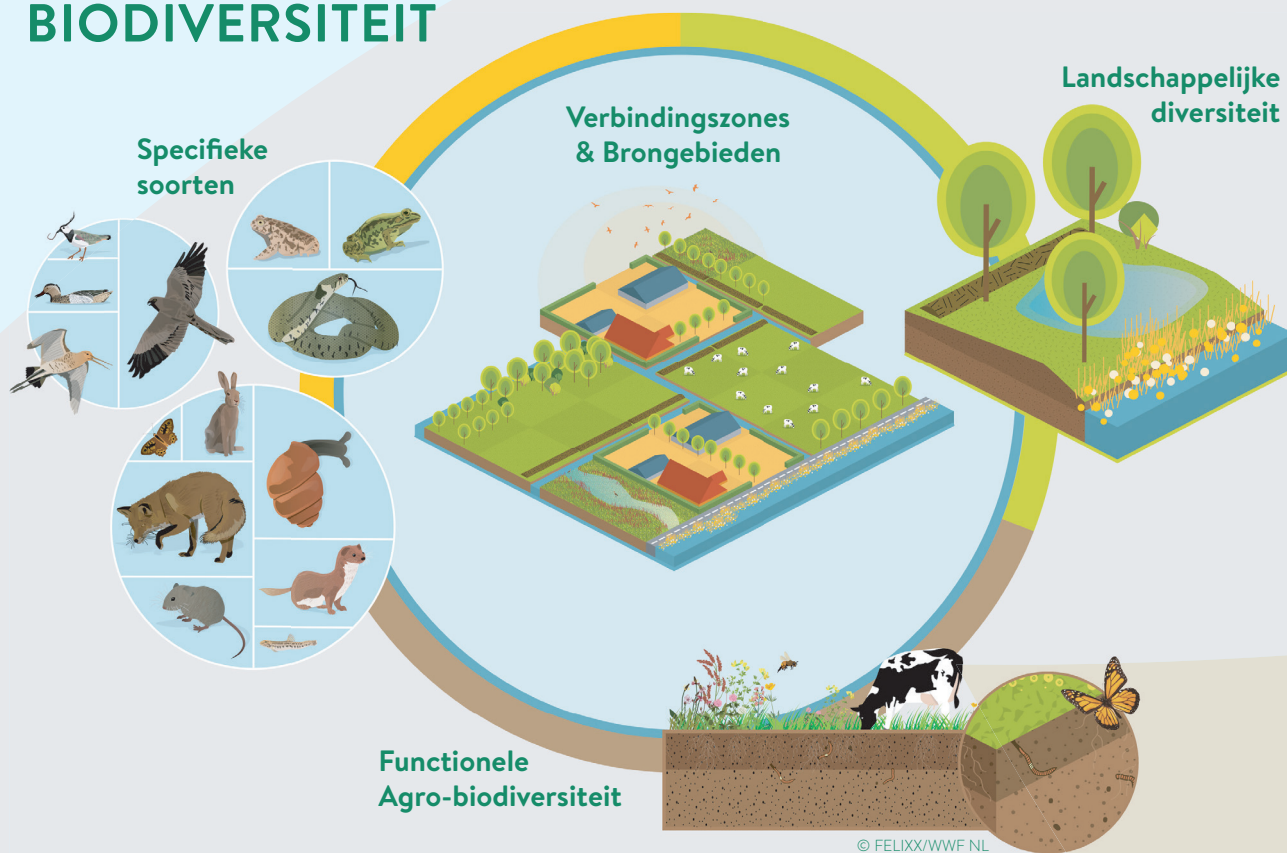 BIODIVERSITEIT
Specifieke
soorten
Verbindingszones
& Brongebieden
Landschappelijke
diversiteit
Functionele
Agro-biodiversiteit
© FELIXX/WWF NL